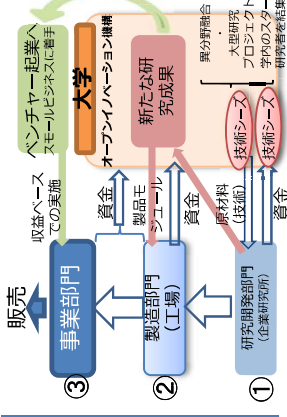 ベンチャー起業へ
スモールビジネスに着手
大学
オープンイノベーション機構
新たな研
究成果
異分野融合
・
大型研究
プロジェクト
学内のスター
研究者を結集
技術シーズ
技術シーズ
収益ベース
での実施
資金
製品モ
ジュール
資金
原材料
(技術)
資金
販売
事業部門
製造部門
(工場)
研究開発部門
(企業研究所)
③
②
①